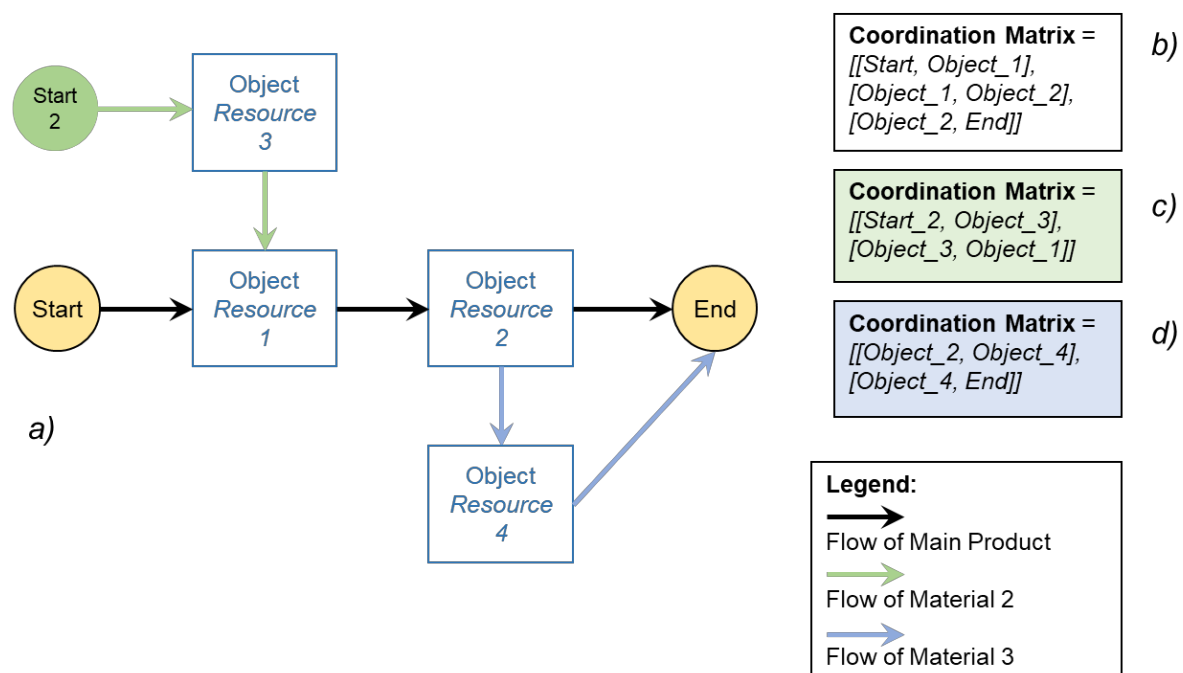 Start
2
Object
Resource
3
Start
Object
Resource
1
Object
Resource
2
End
Object
Resource
4
a)
Coordination Matrix =
[[Start, Object_1],
[Object_1, Object_2],
[Object_2, End]]
b)
Coordination Matrix =
[[Start_2, Object_3],
[Object_3, Object_1]]
c)
Coordination Matrix =
[[Object_2, Object_4],
[Object_4, End]]
d)
Legend:
Flow of Main Product
Flow of Material 2
Flow of Material 3